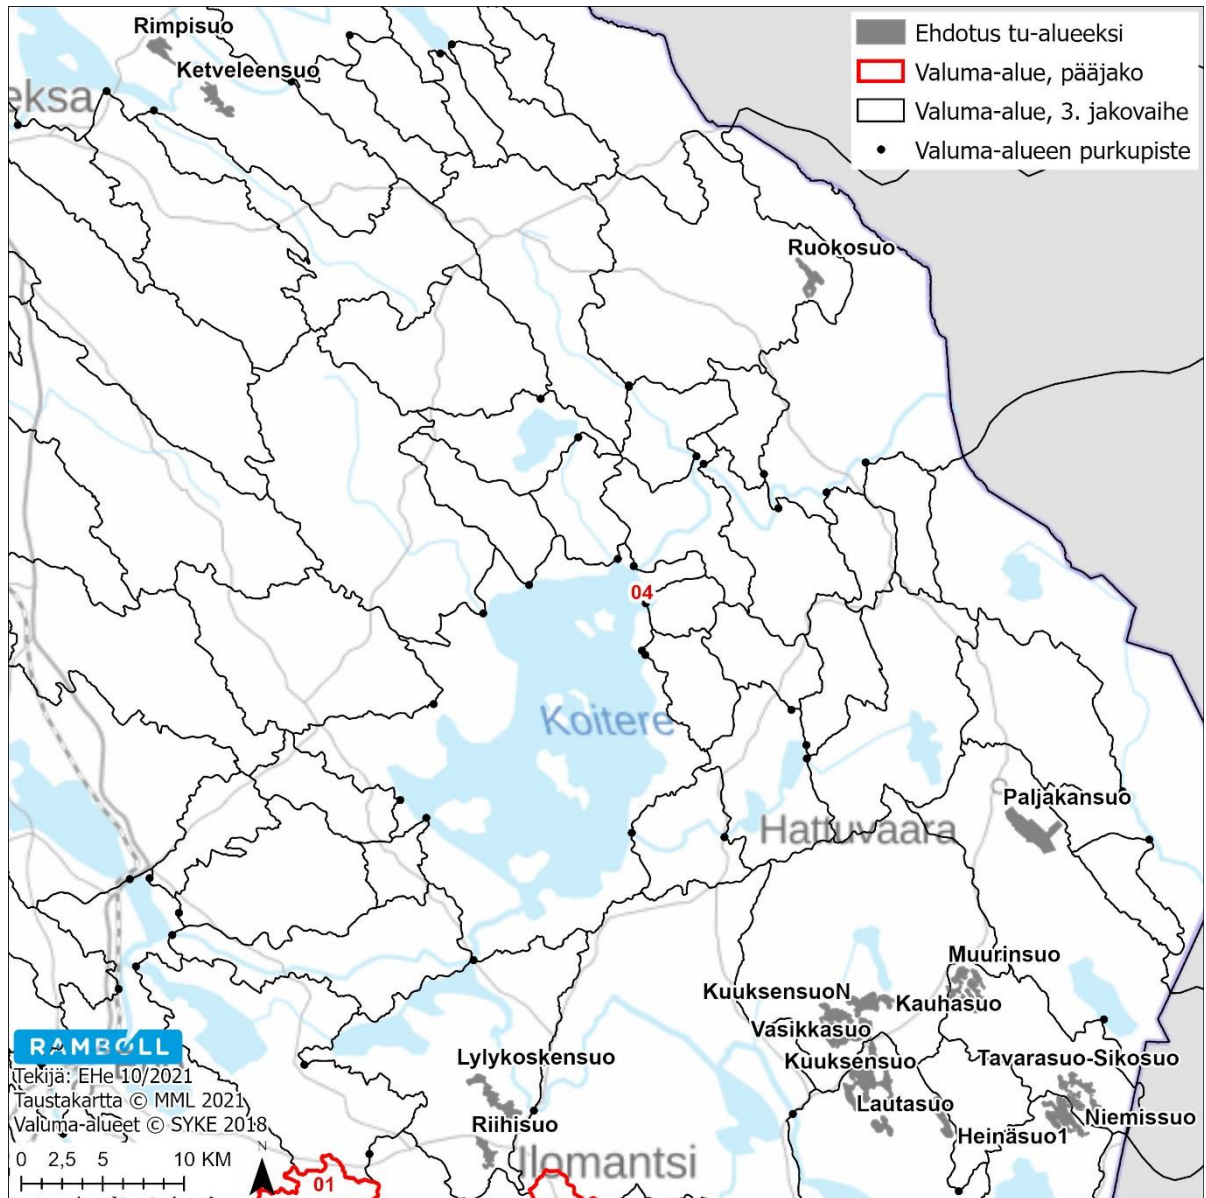 Rimpisuo
Ketveleensuo
eksa
Ehdotus tu-alueeksi
Valuma-alue, pääjako
Valuma-alue, 3. jakovaihe
Valuma-alueen purkupiste
Ruokosuo
04
Koitere
Paljakansuo
Hattuvaara
Muurinsuo
KuuksensuoN
Kauhasuo
Vasikkasuo
Kuuksensuo
Tavarasuo-Sikosuo
Lautasuo
Niemissuo
Heinäsuo1
Lylykoskensuo
Riihisuo
Ilomantsi
RAMBOLL
Tekijä: EHe 10/2021
Taustakartta © MML 2021
Valuma-alueet © SYKE 2018
N
0 2,5 5 10 KM
01